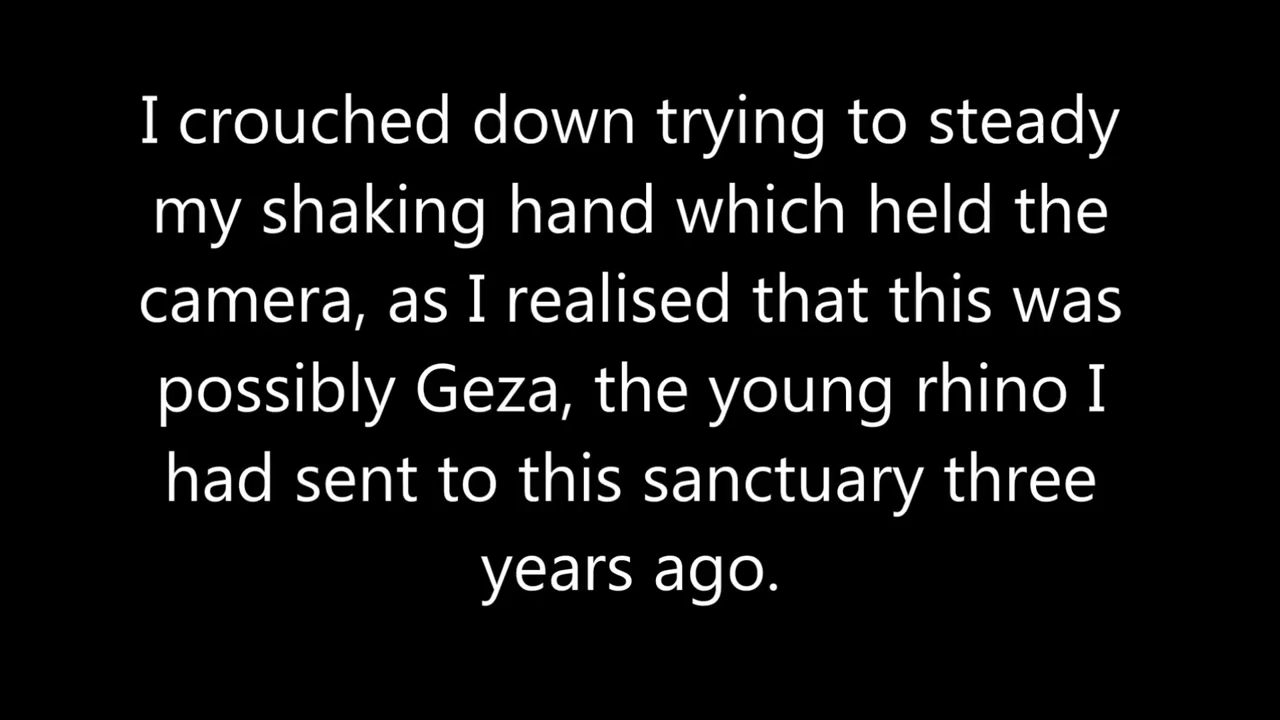 I crouched down trying to steady
my shaking hand which held the
camera, as I realised that this was
possibly Geza, the young rhino I
had sent to this sanctuary three
years ago.